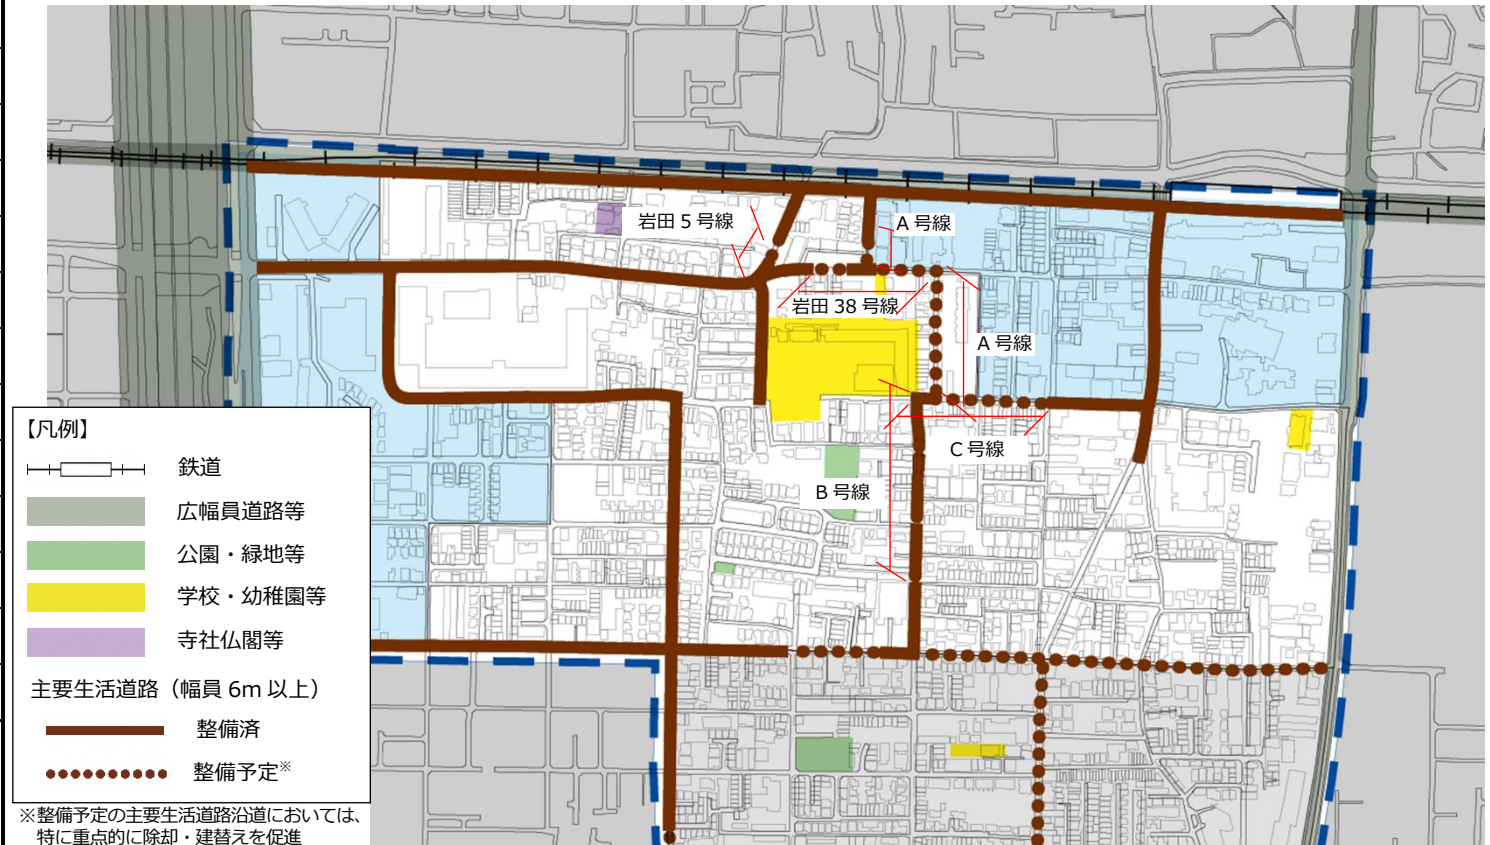 岩田 5 号線
A 号線
岩田 38 号線
A 号線
C 号線
B 号線
【凡例】
鉄道
広幅員道路等
公園・緑地等
学校・幼稚園等
寺社仏閣等
主要生活道路（幅員 6m 以上）
整備済
整備予定※
※整備予定の主要生活道路沿道においては、
特に重点的に除却・建替えを促進